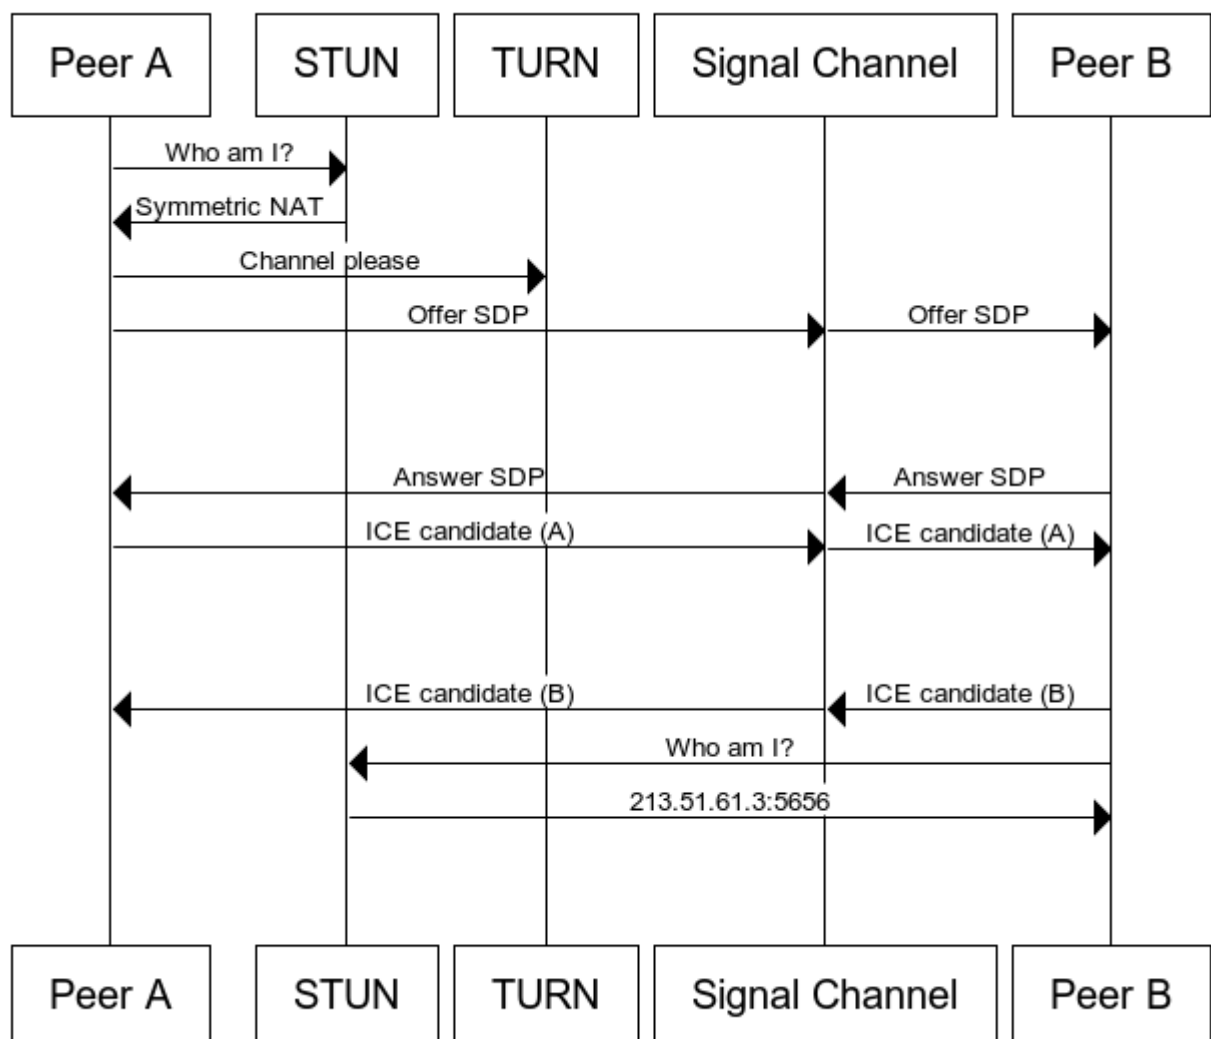 Peer A
STUN
TURN
Signal Channel
Peer B
Who am I?
Symmetric NAT
Channel please
Offer SDP
Offer SDP
Answer SDP
Answer SDP
ICE candidate (A)
ICE candidate (A)
ICE candidate (B)
ICE candidate (B)
Who am I?
213.51.61.3:5656
Peer A
STUN
TURN
Signal Channel
Peer B